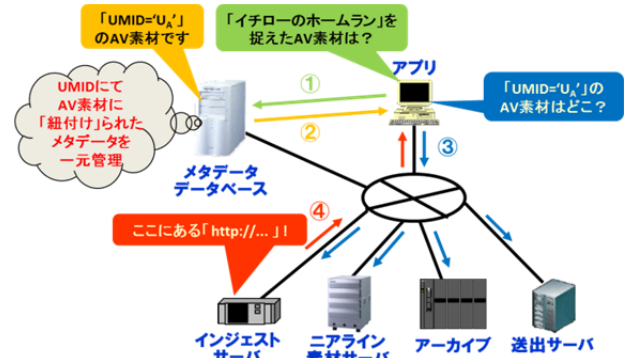 「UMID=‘UA’」
のAV素材です
「イチローのホームラン」を
捉えたAV素材は？
アプリ
UMIDにて
AV素材に
「紐付け」られた
メタデータを
一元管理
①
②
「UMID=‘UA’」の
AV素材はどこ？
③
メタデータ
データベース
④
ここにある「 http://... 」!
インジェスト
サーバ
ニアライン
素材サーバ
アーカイブ
送出サーバ